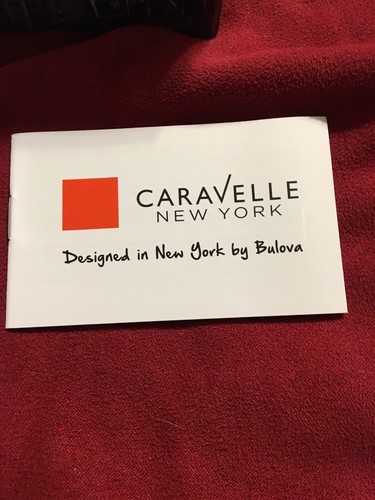 CARAVELLE
NEW YORK
Designed in New York by Bulova